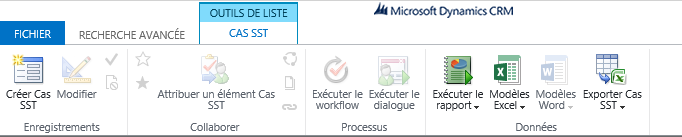 OUTILS DE LISTE
Microsoft Dynamics CRM
FICHIER
RECHERCHE AVANCÉE
CAS SST
Créer Cas
SST
Modifier
Enregistrements
Attribuer un élément Cas
SST
Collaborer
Exécuter le
workflow
Exécuter le
dialogue
Processus
Exécuter le
rapport
Modèles
Excel
Modèles
Word
Exporter Cas
SST
Données